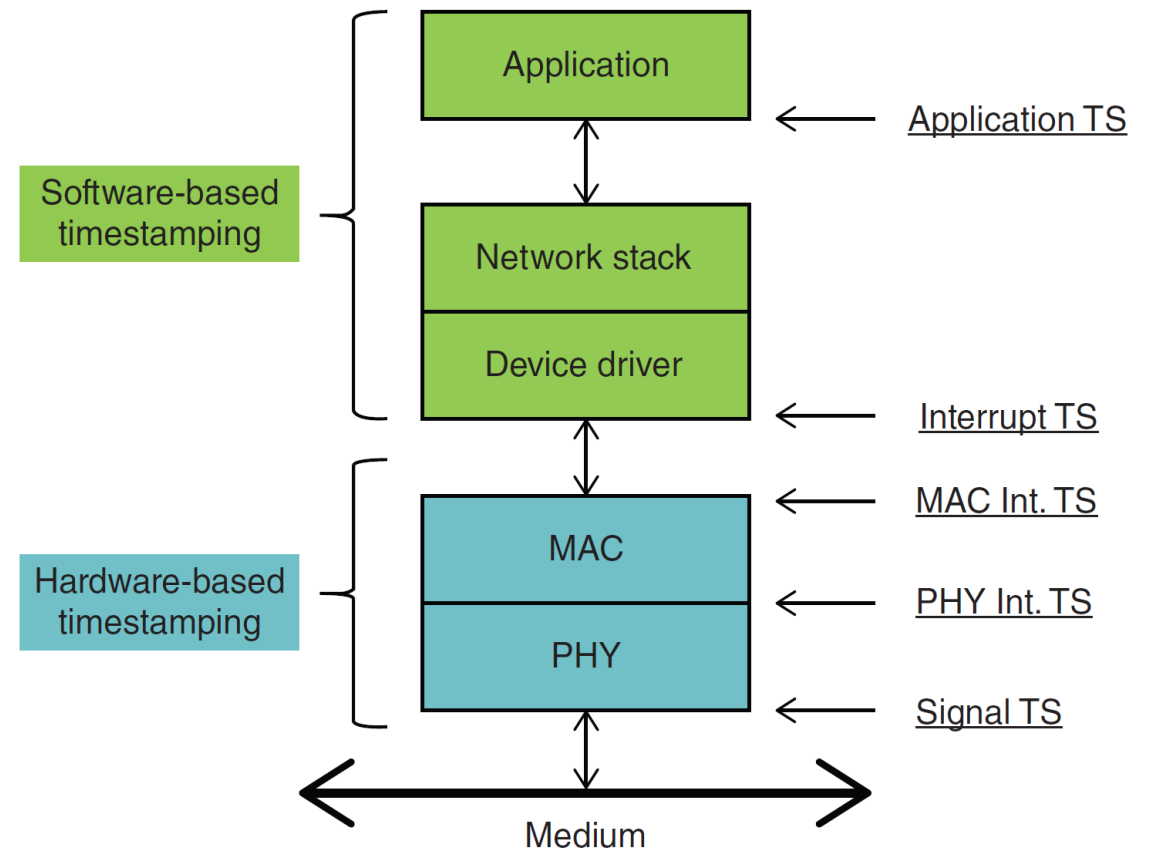 Application
Application TS
Software-based
timestamping
Network stack
Device driver
Interrupt TS
MAC Int. TS
MAC
Hardware-based
timestamping
PHY Int. TS
PHY
Signal TS
Medium